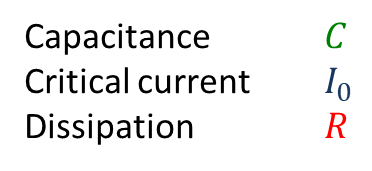 Capacitance C
Critical current I₀
Dissipation R